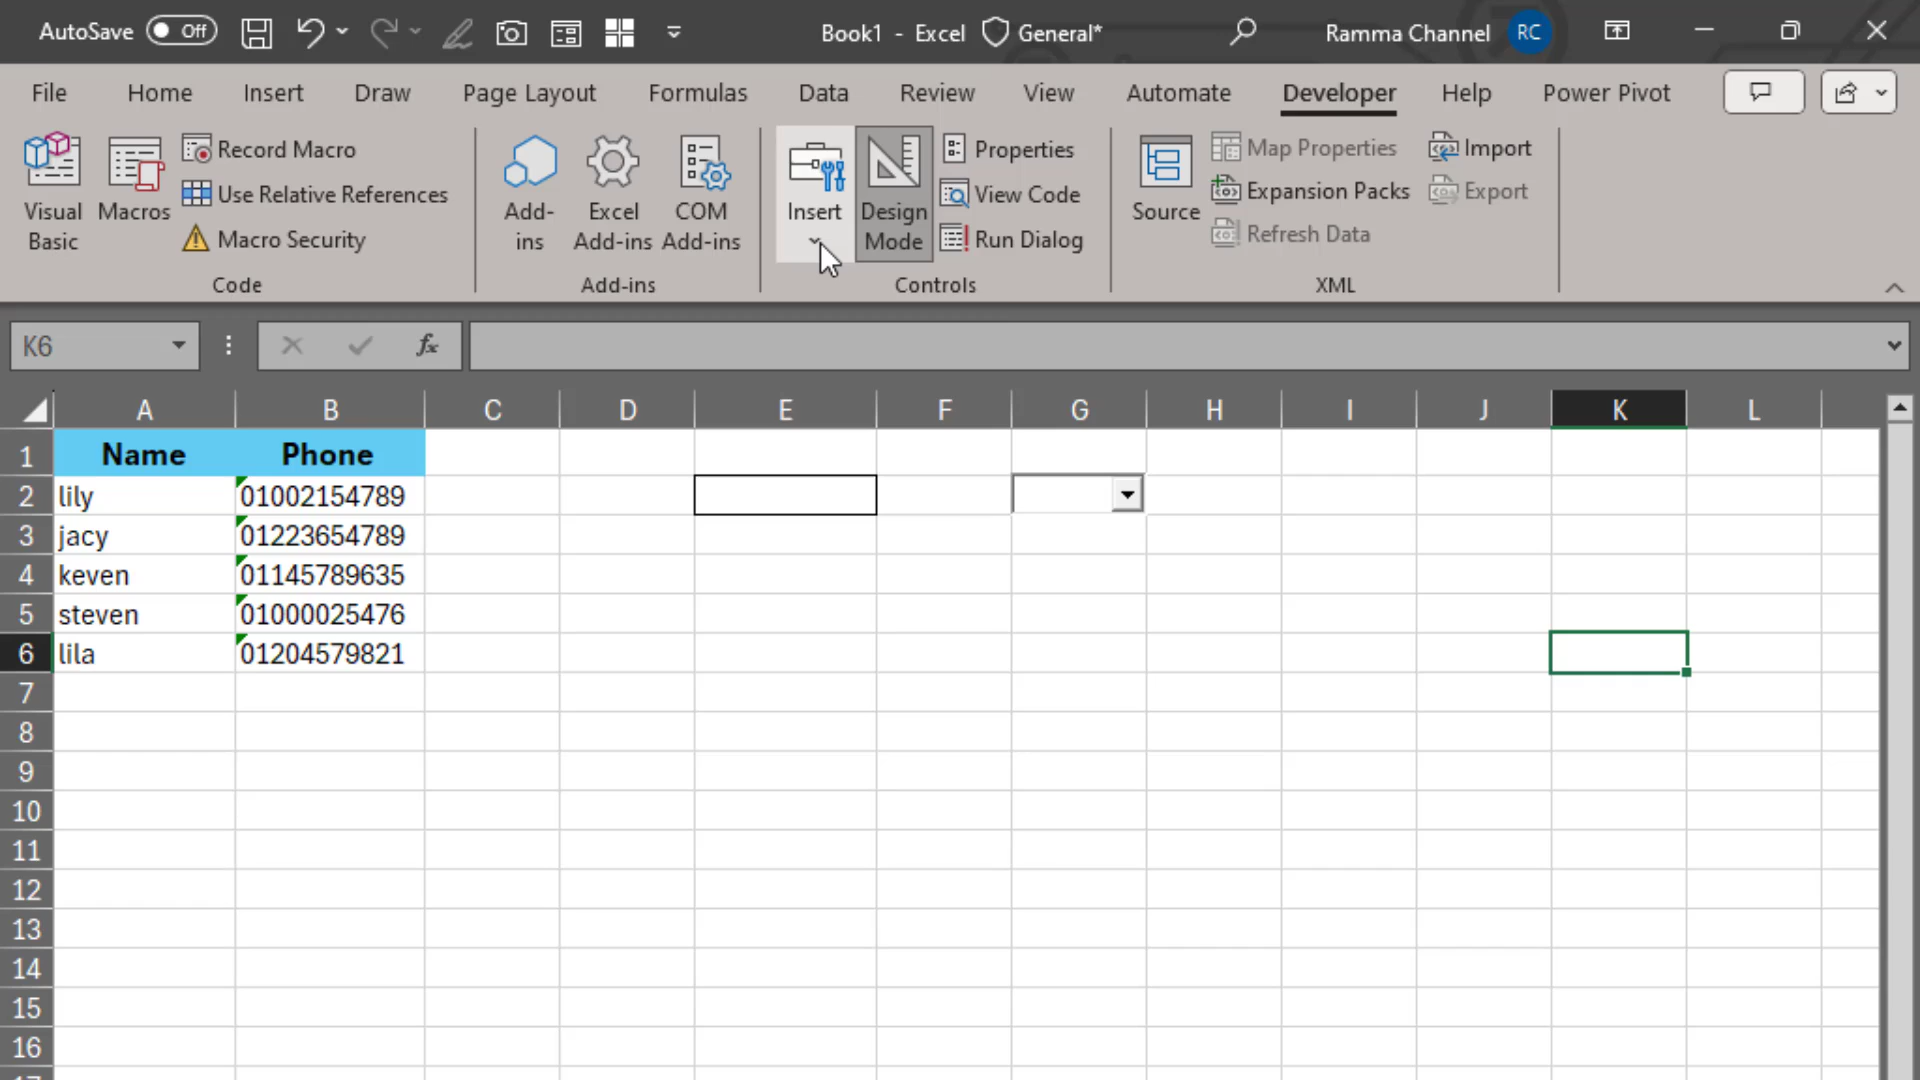 AutoSave Off Book1 - Excel General* Ramma Channel RC
File Home Insert Draw Page Layout Formulas Data Review View Automate Developer Help Power Pivot
Visual Basic
Macros
Record Macro
Use Relative References
Macro Security
Code
Add-ins
Excel Add-ins
COM Add-ins
Add-ins
Insert
Design Mode
Properties
View Code
Run Dialog
Controls
Source
Map Properties
Expansion Packs
Refresh Data
Import
Export
XML
K6 fx
A B C D E F G H I J K L
1 Name Phone
2 lily 01002154789
3 jacy 01223654789
4 keven 01145789635
5 steven 01000025476
6 lila 01204579821
7
8
9
10
11
12
13
14
15
16